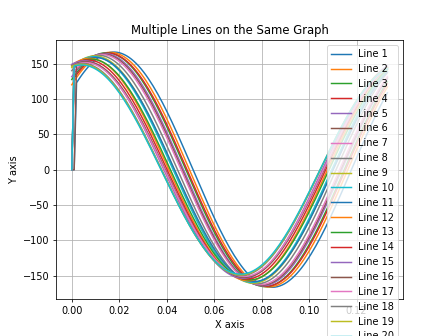 Multiple Lines on the Same Graph
Y axis
150
100
50
0
−50
−100
−150
0.00
0.02
0.04
0.06
0.08
0.10
X axis
Line 1
Line 2
Line 3
Line 4
Line 5
Line 6
Line 7
Line 8
Line 9
Line 10
Line 11
Line 12
Line 13
Line 14
Line 15
Line 16
Line 17
Line 18
Line 19
Line 20